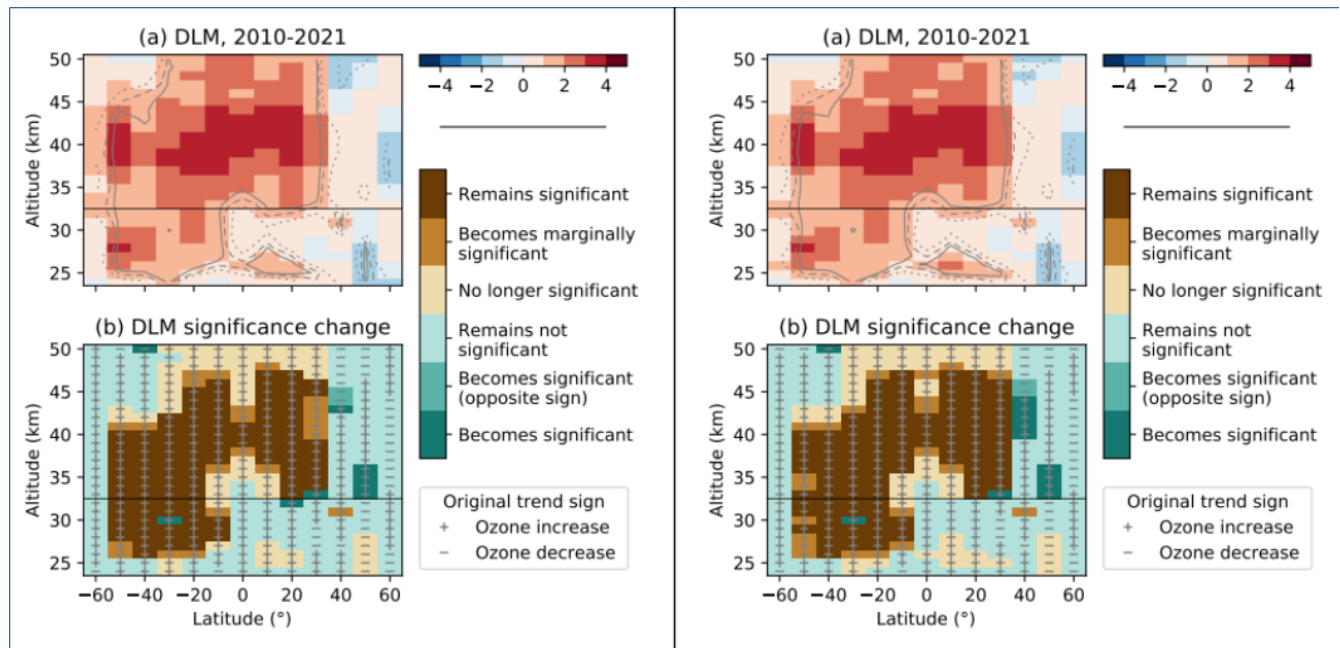 (a) DLM, 2010-2021
50
45
40
35
30
25
Altitude (km)
−4 −2 0 2 4
Remains significant
Becomes marginally
significant
No longer significant
Remains not
significant
Becomes significant
(opposite sign)
Becomes significant
(b) DLM significance change
50
45
40
35
30
25
Altitude (km)
−60 −40 −20 0 20 40 60
Latitude (°)
Original trend sign
+ Ozone increase
− Ozone decrease
(a) DLM, 2010-2021
50
45
40
35
30
25
Altitude (km)
−4 −2 0 2 4
Remains significant
Becomes marginally
significant
No longer significant
Remains not
significant
Becomes significant
(opposite sign)
Becomes significant
(b) DLM significance change
50
45
40
35
30
25
Altitude (km)
−60 −40 −20 0 20 40 60
Latitude (°)
Original trend sign
+ Ozone increase
− Ozone decrease